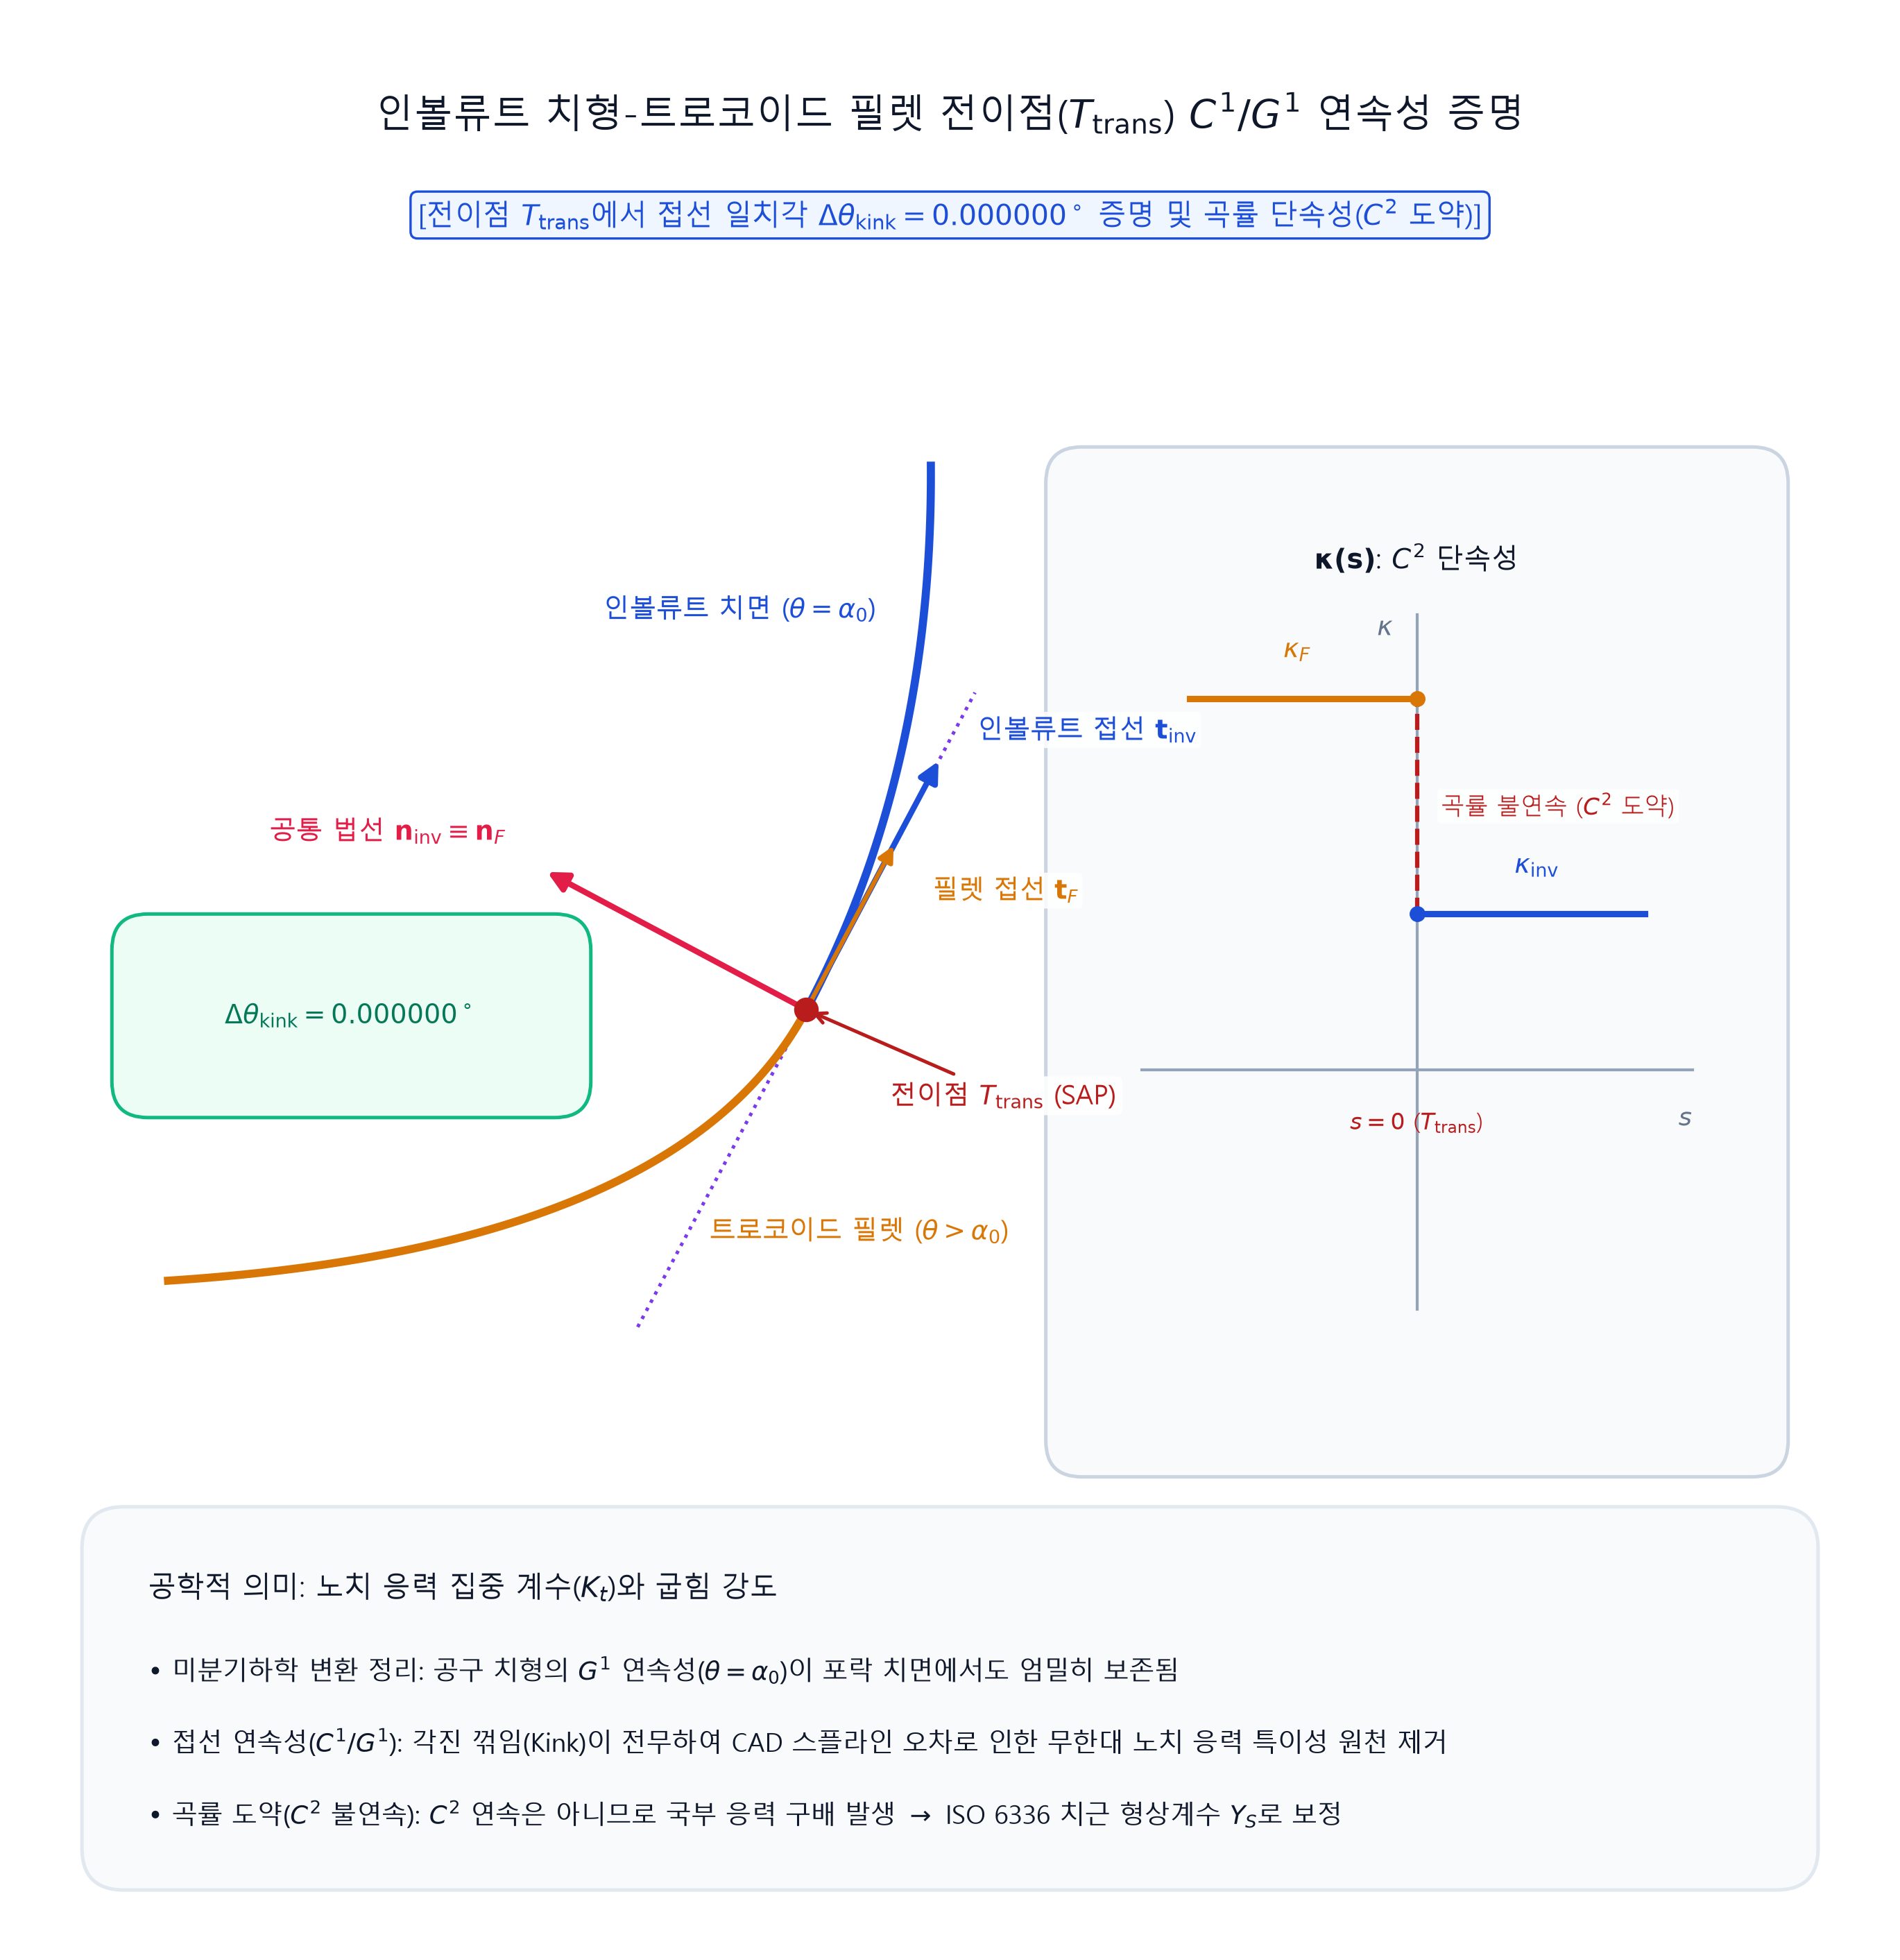 인볼류트 치형-트로코이드 필렛 전이점(T_trans) C¹/G¹ 연속성 증명
[전이점 T_trans에서 접선 일치각 Δθ_kink = 0.000000° 증명 및 곡률 단속성(C² 도약)]
인볼류트 치면 (θ = α₀)
인볼류트 접선 t_inv
공통 법선 n_inv ≡ n_F
필렛 접선 t_F
Δθ_kink = 0.000000°
전이점 T_trans (SAP)
트로코이드 필렛 (θ > α₀)
κ(s): C² 단속성
κ
κ_F
곡률 불연속 (C² 도약)
κ_inv
s = 0 (T_trans)
s
공학적 의미: 노치 응력 집중 계수(K_t)와 굽힘 강도
• 미분기하학 변환 정리: 공구 치형의 G¹ 연속성(θ = α₀)이 포락 치면에서도 엄밀히 보존됨
• 접선 연속성(C¹/G¹): 각진 꺾임(Kink)이 전무하여 CAD 스플라인 오차로 인한 무한대 노치 응력 특이성 원천 제거
• 곡률 도약(C² 불연속): C² 연속은 아니므로 국부 응력 구배 발생 → ISO 6336 치근 형상계수 Y_S로 보정